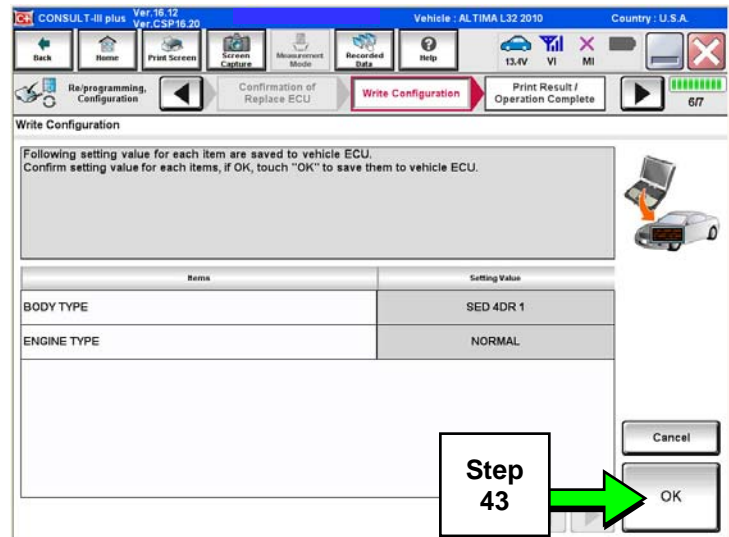 CONSULT-III plus Ver.16.12
Ver.CSP16.20
Vehicle : ALTIMA L32 2010
Country : U.S.A.
Back
Home
Print Screen
Screen
Capture
Measurement
Mode
Recorded
Data
Help
13.4V
VI
MI
Re/programming,
Configuration
Confirmation of
Replace ECU
Write Configuration
Print Result /
Operation Complete
6/7
Write Configuration
Following setting value for each item are saved to vehicle ECU.
Confirm setting value for each items, if OK, touch "OK" to save them to vehicle ECU.
Items
Setting Value
BODY TYPE
SED 4DR 1
ENGINE TYPE
NORMAL
Cancel
Step
43
OK